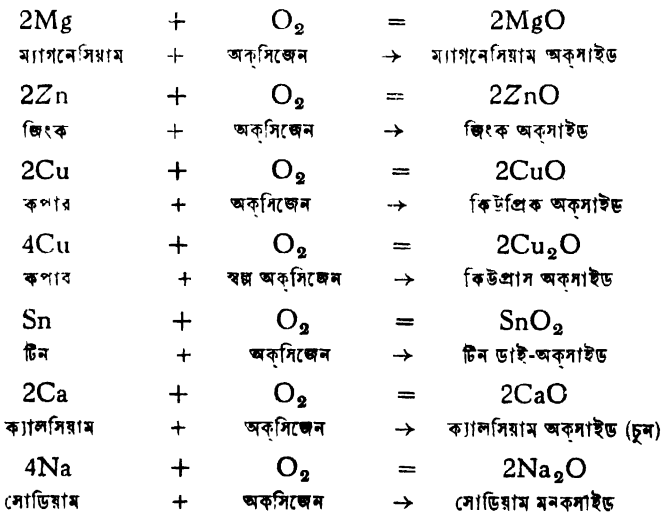 2Mg + O₂ = 2MgO
ম্যাগনেসিয়াম + অক্‌সিজেন → ম্যাগনেসিয়াম অক্‌সাইড
2Zn + O₂ = 2ZnO
জিংক + অক্‌সিজেন → জিংক অক্‌সাইড
2Cu + O₂ = 2CuO
কপার + অক্‌সিজেন → কিউপ্রিক অক্‌সাইড
4Cu + O₂ = 2Cu₂O
কপাব + স্বল্প অক্‌সিজেন → কিউপ্রাস অক্‌সাইড
Sn + O₂ = SnO₂
টিন + অক্‌সিজেন → টিন ডাই-অক্‌সাইড
2Ca + O₂ = 2CaO
ক্যালসিয়াম + অক্‌সিজেন → ক্যালসিয়াম অক্‌সাইড (চুন)
4Na + O₂ = 2Na₂O
সোডিয়াম + অক্‌সিজেন → সোডিয়াম মনক্‌সাইড